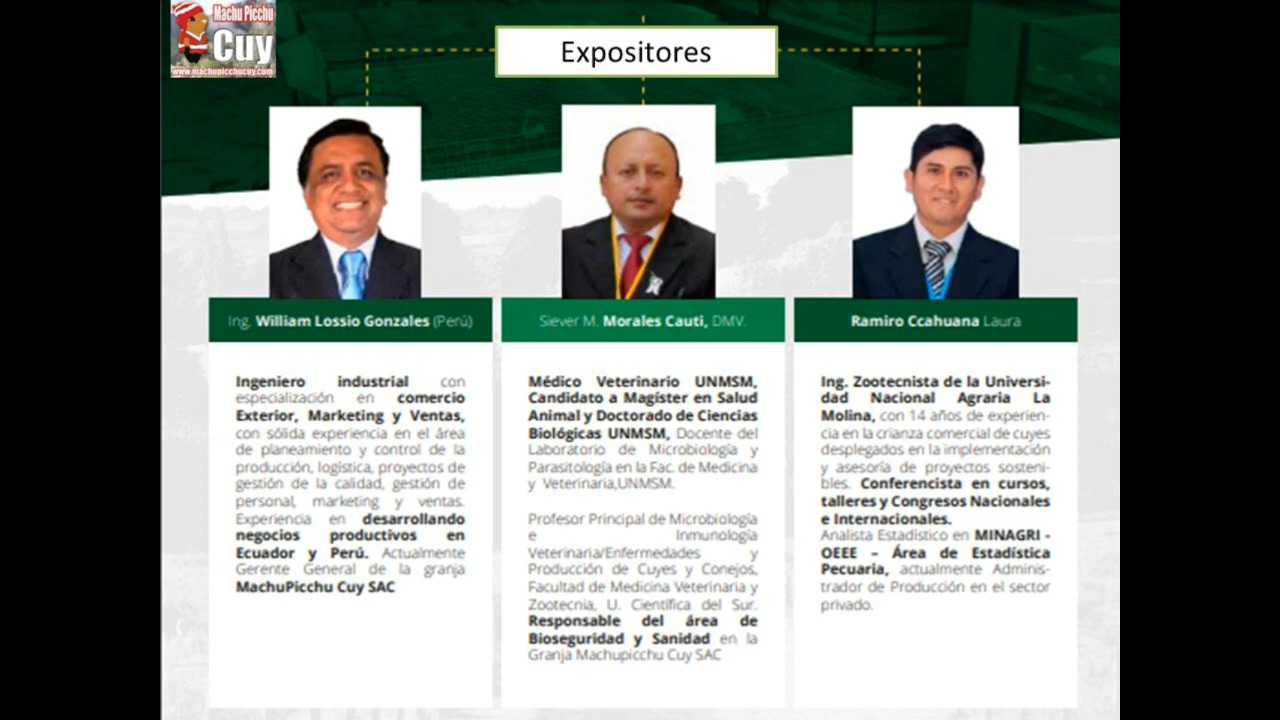 Machu Picchu
Cuy
www.machupicchucuy.com
Expositores
Ing. William Lossio Gonzales (Perú)
Ingeniero industrial con
especialización en comercio
Exterior, Marketing y Ventas,
con sólida experiencia en el área
de planeamiento y control de la
producción, logística, proyectos de
gestión de la calidad, gestión de
personal, marketing y ventas.
Experiencia en desarrollando
negocios productivos en
Ecuador y Perú. Actualmente
Gerente General de la granja
MachuPicchu Cuy SAC
Siever M. Morales Cauti, DMV.
Médico Veterinario UNMSM,
Candidato a Magíster en Salud
Animal y Doctorado de Ciencias
Biológicas UNMSM, Docente del
Laboratorio de Microbiología y
Parasitología en la Fac. de Medicina
y Veterinaria,UNMSM.
Profesor Principal de Microbiología
e Inmunología
Veterinaria/Enfermedades y
Producción de Cuyes y Conejos,
Facultad de Medicina Veterinaria y
Zootecnia, U. Científica del Sur.
Responsable del área de
Bioseguridad y Sanidad en la
Granja Machupicchu Cuy SAC
Ramiro Ccahuana Laura
Ing. Zootecnista de la Universi-
dad Nacional Agraria La
Molina, con 14 años de experien-
cia en la crianza comercial de cuyes
desplegados en la implementación
y asesoría de proyectos sosteni-
bles. Conferencista en cursos,
talleres y Congresos Nacionales
e Internacionales.
Analista Estadístico en MINAGRI -
OEEE – Área de Estadística
Pecuaria, actualmente Adminis-
trador de Producción en el sector
privado.